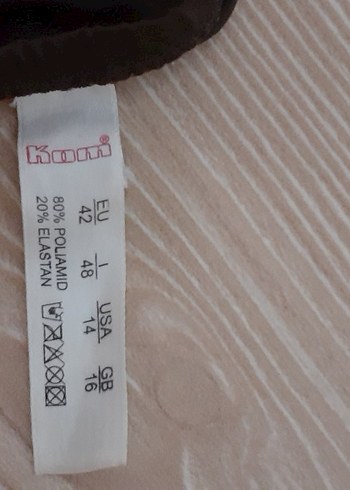 Kom®
EU I USA GB
42 48 14 16
80% POLIAMID
20% ELASTAN